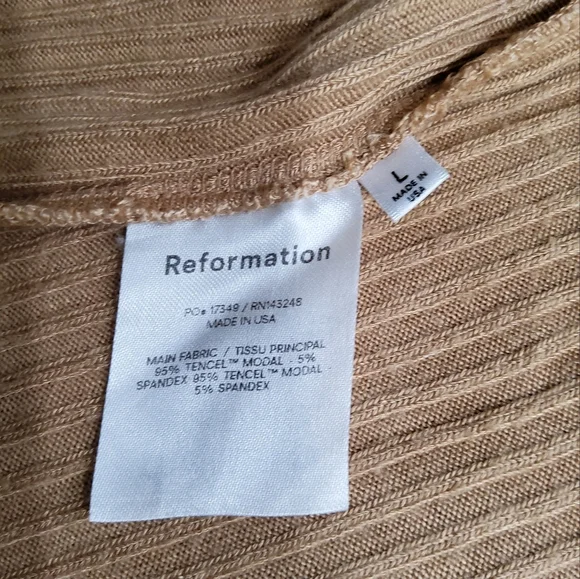 L
MADE IN
USA
Reformation
PO# 17349 / RN143248
MADE IN USA
MAIN FABRIC / TISSU PRINCIPAL
95% TENCEL™ MODAL - 5%
SPANDEX 95% TENCEL™ MODAL -
5% SPANDEX